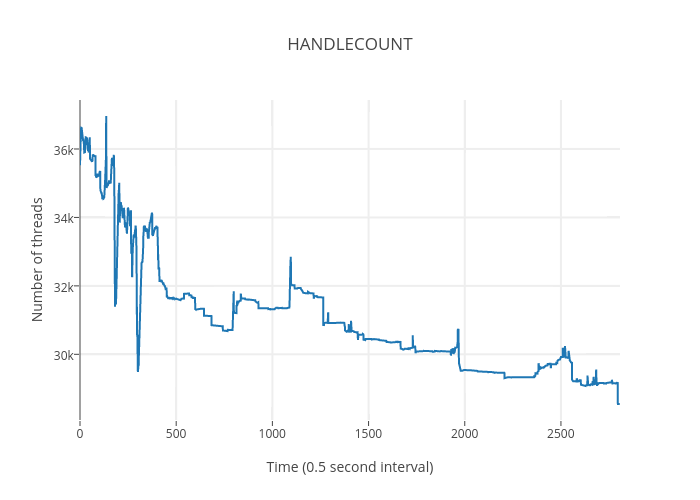 HANDLECOUNT
Number of threads
36k
34k
32k
30k
0
500
1000
1500
2000
2500
Time (0.5 second interval)